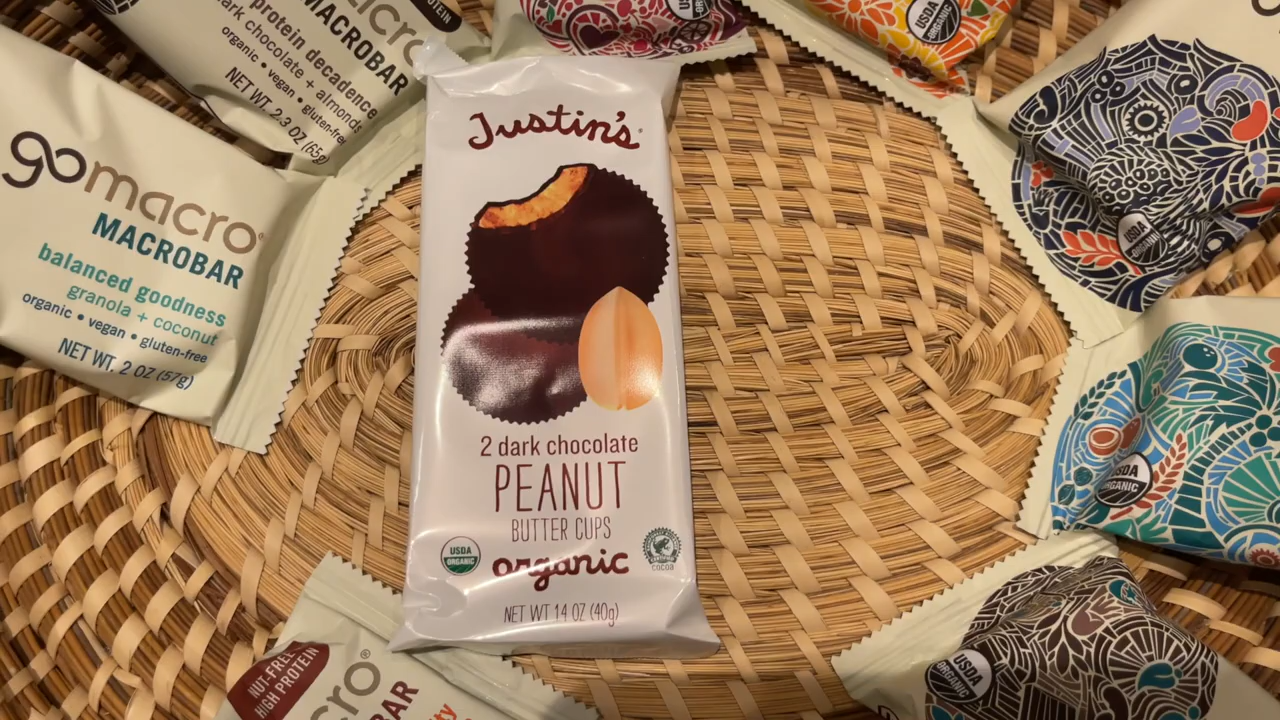 PROTEIN
MACROBAR
protein decadence
dark chocolate + almonds
organic • vegan • gluten-free
NET WT. 2.3 OZ (65g)
gomacro®
MACROBAR
balanced goodness
granola + coconut
organic • vegan • gluten-free
NET WT. 2 OZ (57g)
Justin's®
2 dark chocolate
PEANUT
BUTTER CUPS
USDA
ORGANIC
organic
cocoa
NET WT 1.4 OZ (40g)
NUT-FREE
HIGH PROTEIN
cro®
BAR
USDA
USDA
ORGANIC
USDA
ORGANIC
USDA
ORGANIC
USDA
ORGANIC